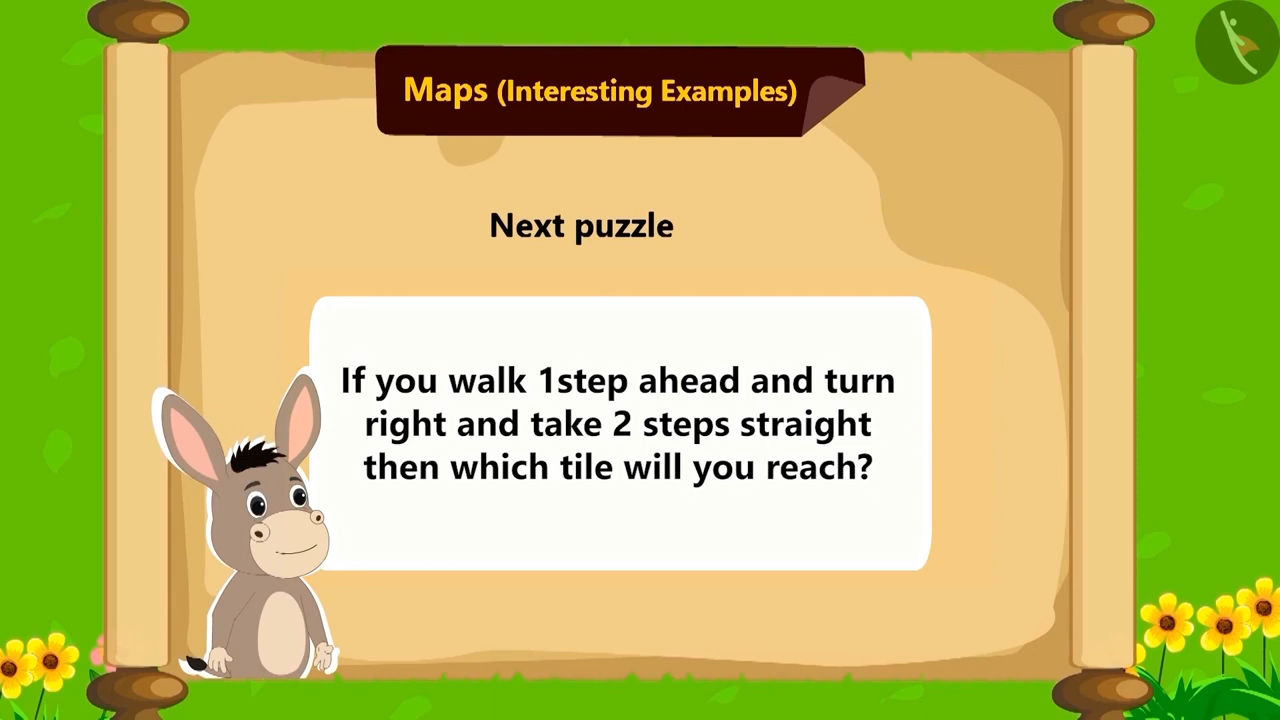 Maps (Interesting Examples)
Next puzzle
If you walk 1step ahead and turn
right and take 2 steps straight
then which tile will you reach?